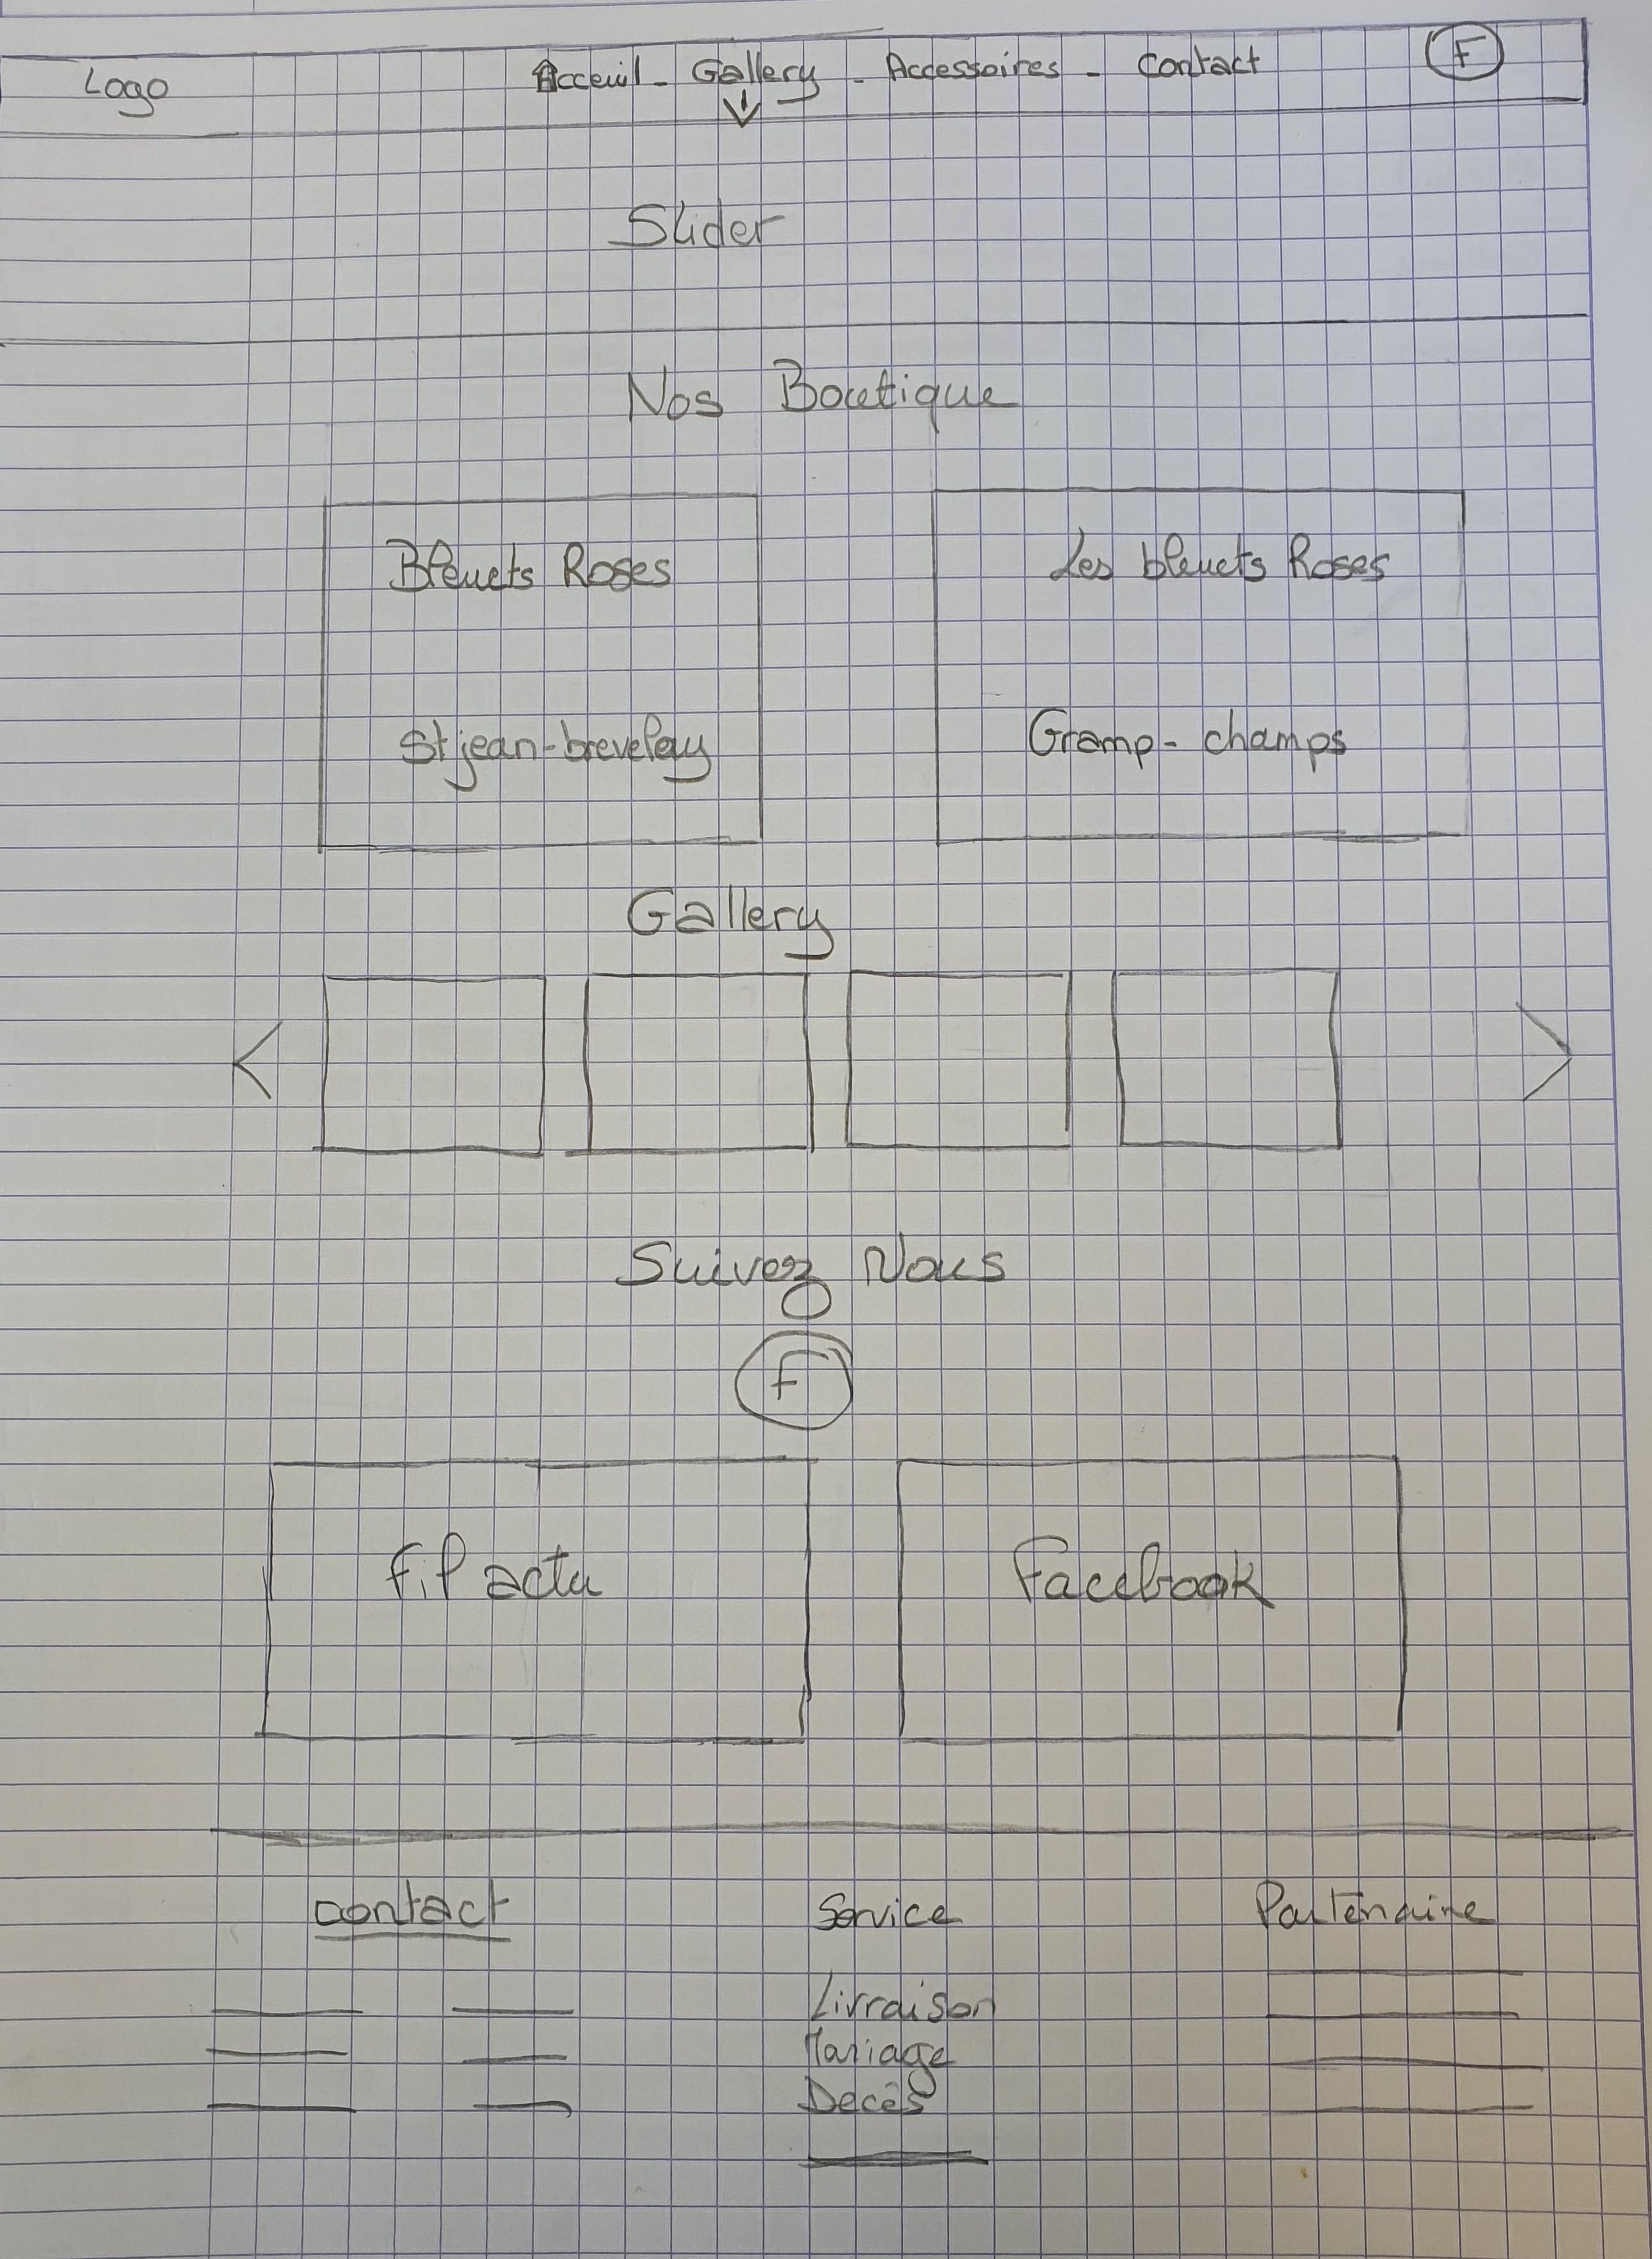 Logo Acceuil - Gallery - Accessoires - Contact F
Slider
Nos Boutique
Bleuets Roses Les bleuets Roses
St jean-brevelay Gramp-champs
Gallery
Suivez Nous
F
Fil actu Facebook
contact Service Partenaire
Livraison
Mariage
Decès